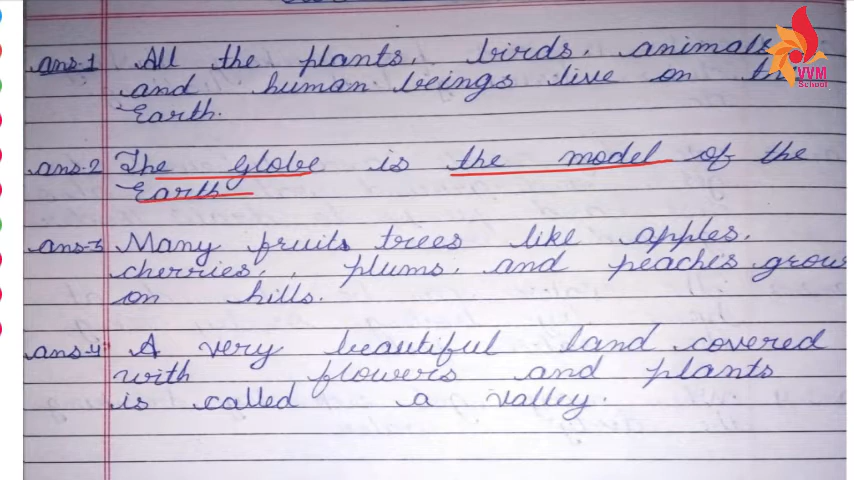 ans-1 All the plants, birds, animals
and human beings live on the
Earth.
ans-2 The globe is the model of the
Earth
ans-3 Many fruits trees like apples,
cherries, , plums, and peaches grow
on hills.
ans-4 A very beautiful land covered
with flowers and plants
is called a valley.
VVM
School